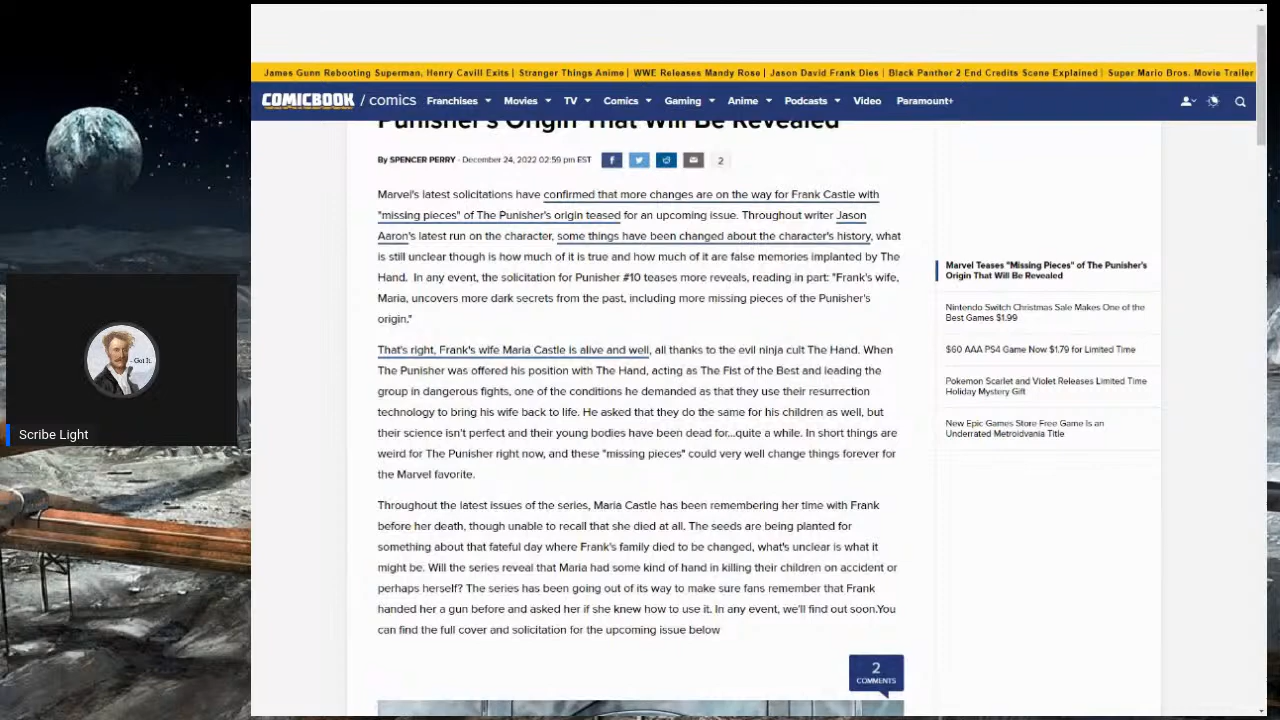 James Gunn Rebooting Superman, Henry Cavill Exits | Stranger Things Anime | WWE Releases Mandy Rose | Jason David Frank Dies | Black Panther 2 End Credits Scene Explained | Super Mario Bros. Movie Trailer
COMICBOOK / comics Franchises Movies TV Comics Gaming Anime Podcasts Video Paramount+
Punisher's Origin That Will Be Revealed
By SPENCER PERRY - December 24, 2022 02:59 pm EST f 2
Marvel's latest solicitations have confirmed that more changes are on the way for Frank Castle with
"missing pieces" of The Punisher's origin teased for an upcoming issue. Throughout writer Jason
Aaron's latest run on the character, some things have been changed about the character's history, what
is still unclear though is how much of it is true and how much of it are false memories implanted by The
Hand. In any event, the solicitation for Punisher #10 teases more reveals, reading in part: "Frank's wife,
Maria, uncovers more dark secrets from the past, including more missing pieces of the Punisher's
origin."
That's right, Frank's wife Maria Castle is alive and well, all thanks to the evil ninja cult The Hand. When
The Punisher was offered his position with The Hand, acting as The Fist of the Best and leading the
group in dangerous fights, one of the conditions he demanded as that they use their resurrection
technology to bring his wife back to life. He asked that they do the same for his children as well, but
their science isn't perfect and their young bodies have been dead for...quite a while. In short things are
weird for The Punisher right now, and these "missing pieces" could very well change things forever for
the Marvel favorite.
Throughout the latest issues of the series, Maria Castle has been remembering her time with Frank
before her death, though unable to recall that she died at all. The seeds are being planted for
something about that fateful day where Frank's family died to be changed, what's unclear is what it
might be. Will the series reveal that Maria had some kind of hand in killing their children on accident or
perhaps herself? The series has been going out of its way to make sure fans remember that Frank
handed her a gun before and asked her if she knew how to use it. In any event, we'll find out soon.You
can find the full cover and solicitation for the upcoming issue below
2
COMMENTS
Marvel Teases "Missing Pieces" of The Punisher's
Origin That Will Be Revealed
Nintendo Switch Christmas Sale Makes One of the
Best Games $1.99
$60 AAA PS4 Game Now $1.79 for Limited Time
Pokemon Scarlet and Violet Releases Limited Time
Holiday Mystery Gift
New Epic Games Store Free Game Is an
Underrated Metroidvania Title
- Got It.
Scribe Light